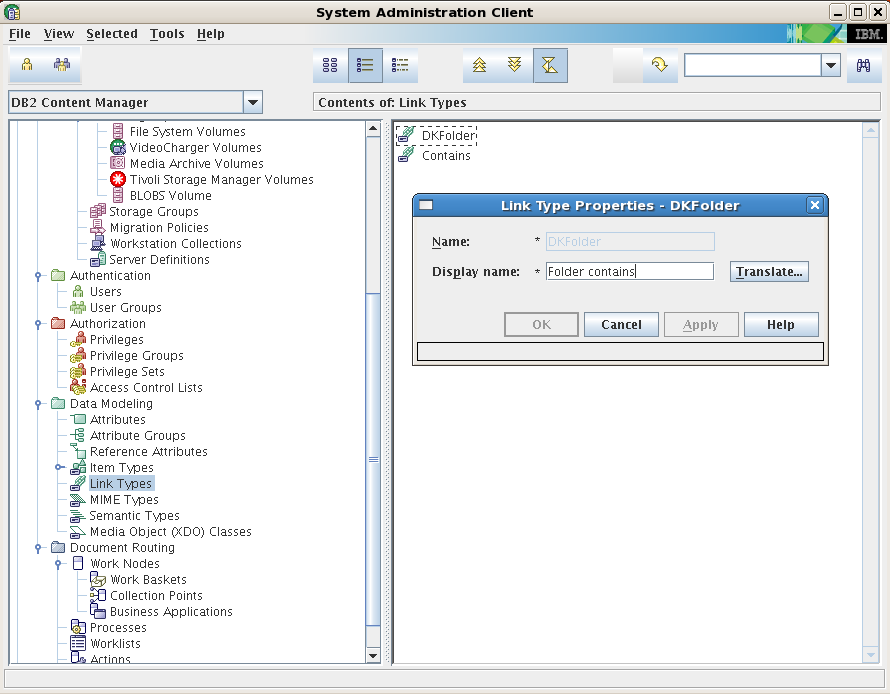 System Administration Client
File View Selected Tools Help
IBM.
DB2 Content Manager
Contents of: Link Types
File System Volumes
VideoCharger Volumes
Media Archive Volumes
Tivoli Storage Manager Volumes
BLOBS Volume
Storage Groups
Migration Policies
Workstation Collections
Server Definitions
Authentication
Users
User Groups
Authorization
Privileges
Privilege Groups
Privilege Sets
Access Control Lists
Data Modeling
Attributes
Attribute Groups
Reference Attributes
Item Types
Link Types
MIME Types
Semantic Types
Media Object (XDO) Classes
Document Routing
Work Nodes
Work Baskets
Collection Points
Business Applications
Processes
Worklists
Actions
DKFolder
Contains
Link Type Properties - DKFolder
Name: * DKFolder
Display name: * Folder contains Translate...
OK Cancel Apply Help